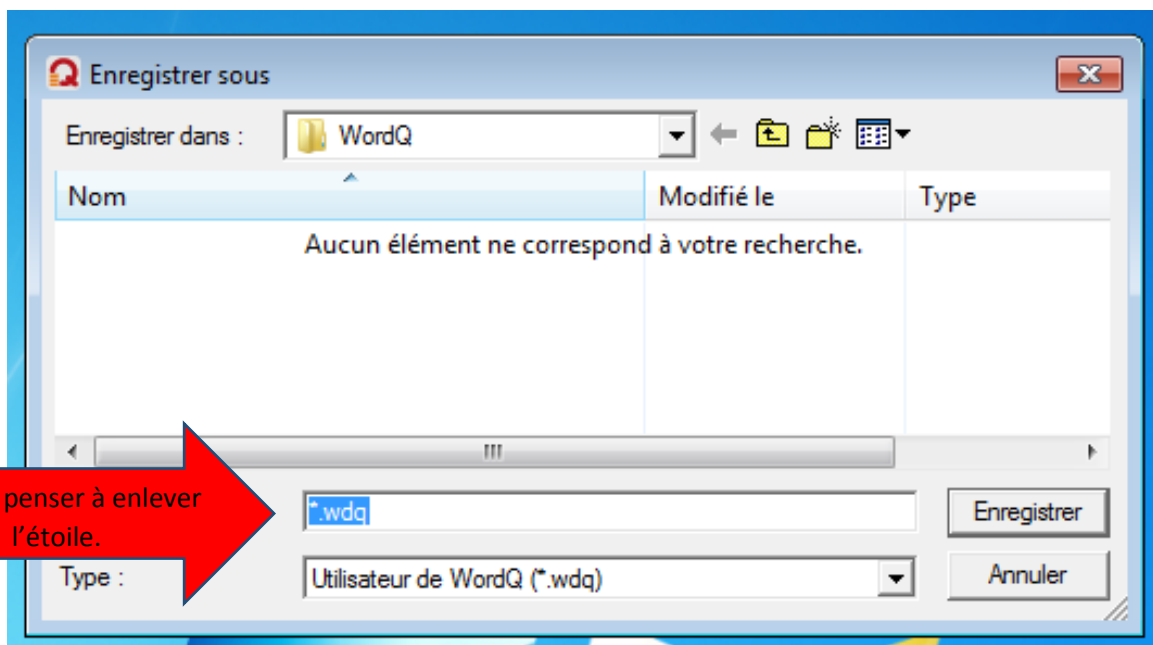 Enregistrer sous
Enregistrer dans :
WordQ
Nom
Modifié le
Type
Aucun élément ne correspond à votre recherche.
penser à enlever
l'étoile.
*.wdq
Enregistrer
Type :
Utilisateur de WordQ (*.wdq)
Annuler